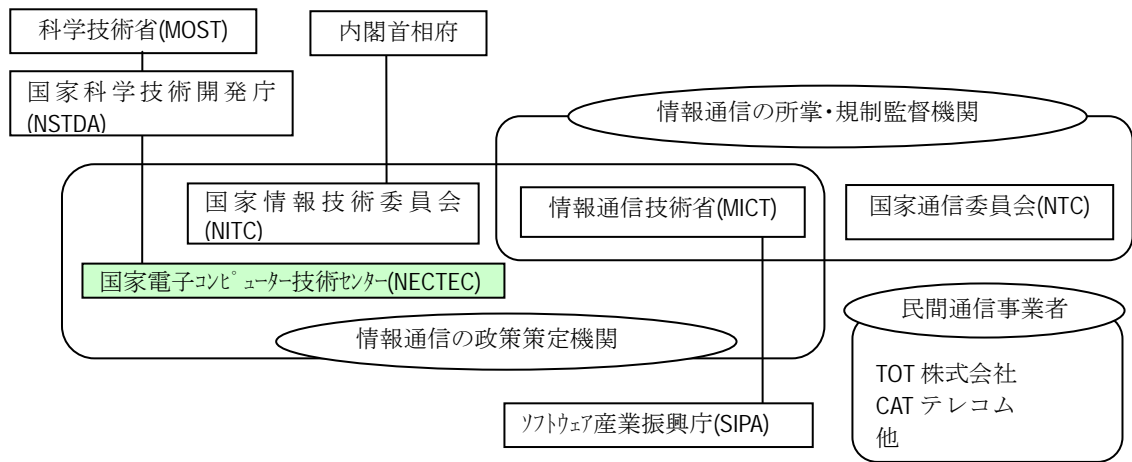 科学技術省(MOST)
内閣首相府
国家科学技術開発庁
(NSTDA)
情報通信の所掌・規制監督機関
国家情報技術委員会
(NITC)
情報通信技術省(MICT)
国家通信委員会(NTC)
国家電子ｺﾝﾋﾟｭｰﾀｰ技術ｾﾝﾀｰ(NECTEC)
民間通信事業者
情報通信の政策策定機関
TOT 株式会社
CAT テレコム
他
ｿﾌﾄｳｪｱ産業振興庁(SIPA)